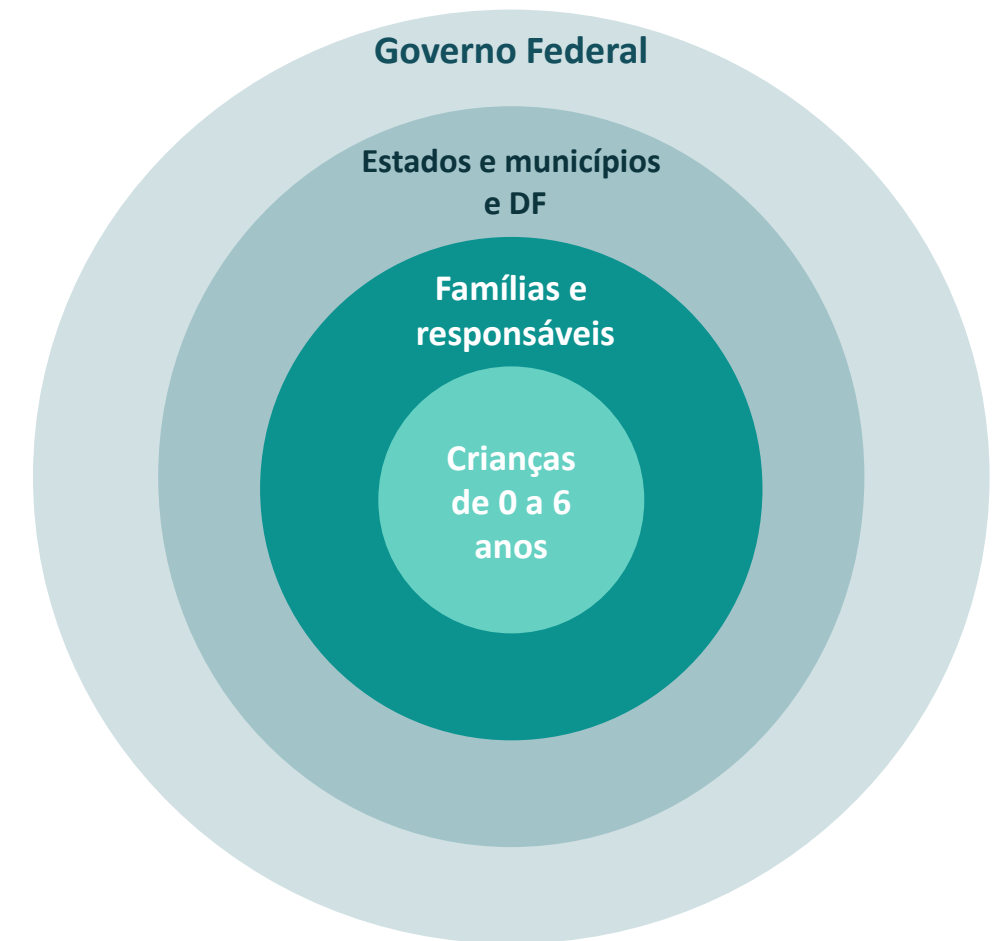 Governo Federal
Estados e municípios
e DF
Famílias e
responsáveis
Crianças
de 0 a 6
anos